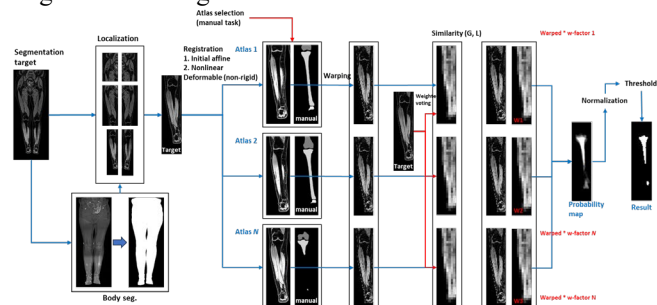 Atlas selection
(manual task)
Segmentation
target
Localization
Registration
1. Initial affine
2. Nonlinear
Deformable (non-rigid)
Atlas 1
manual
Warping
Similarity (G, L)
Warped * w-factor 1
Threshold
Normalization
Target
Weighte
voting
W1
Atlas 2
manual
Target
Probability
map
Result
Atlas N
manual
Warped * w-factor N
Warped * w-factor N
Body seg.